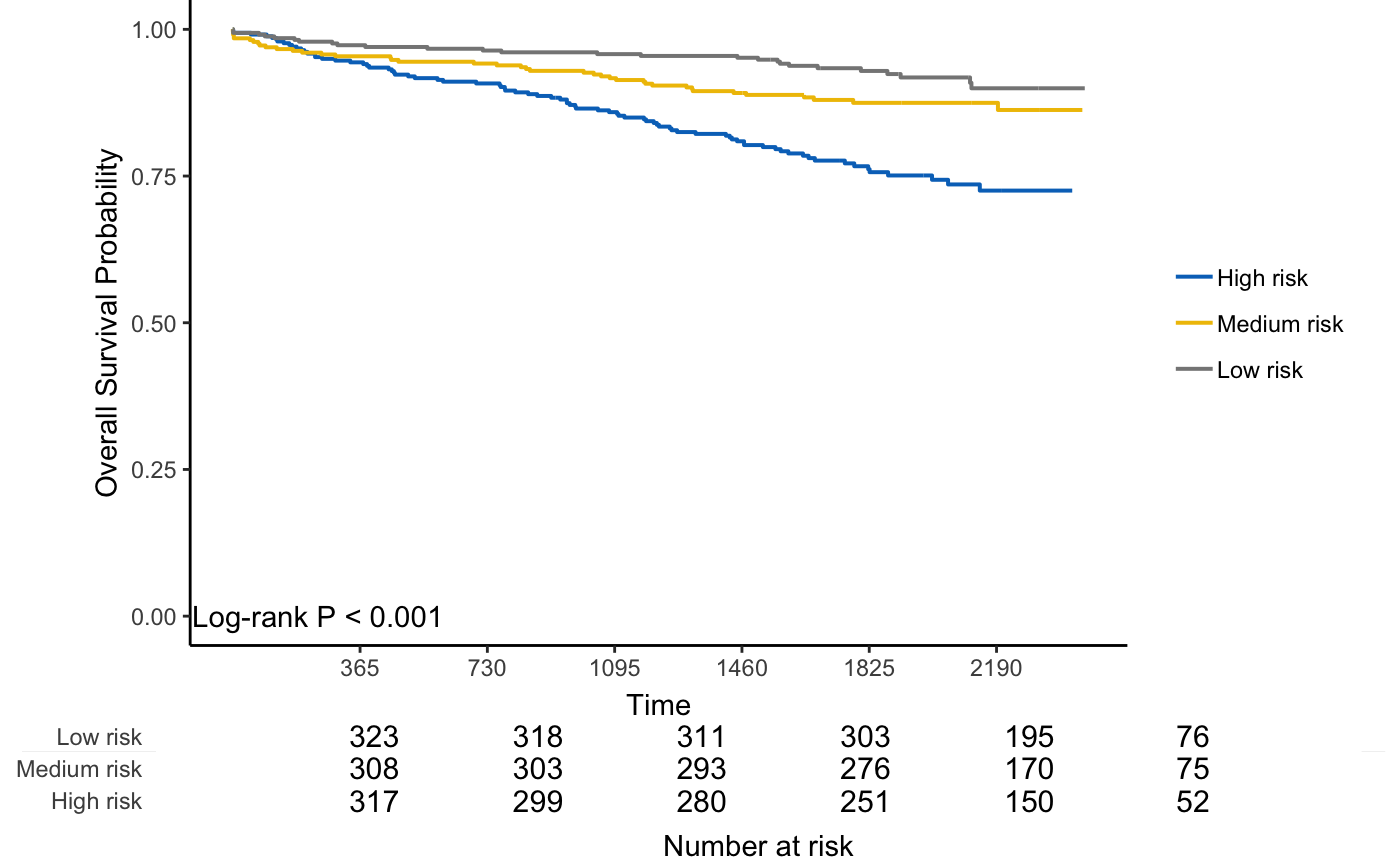 1.00
0.75
0.50
0.25
0.00
Overall Survival Probability
Log-rank P < 0.001
365 730 1095 1460 1825 2190
Time
High risk
Medium risk
Low risk
Low risk 323 318 311 303 195 76
Medium risk 308 303 293 276 170 75
High risk 317 299 280 251 150 52
Number at risk